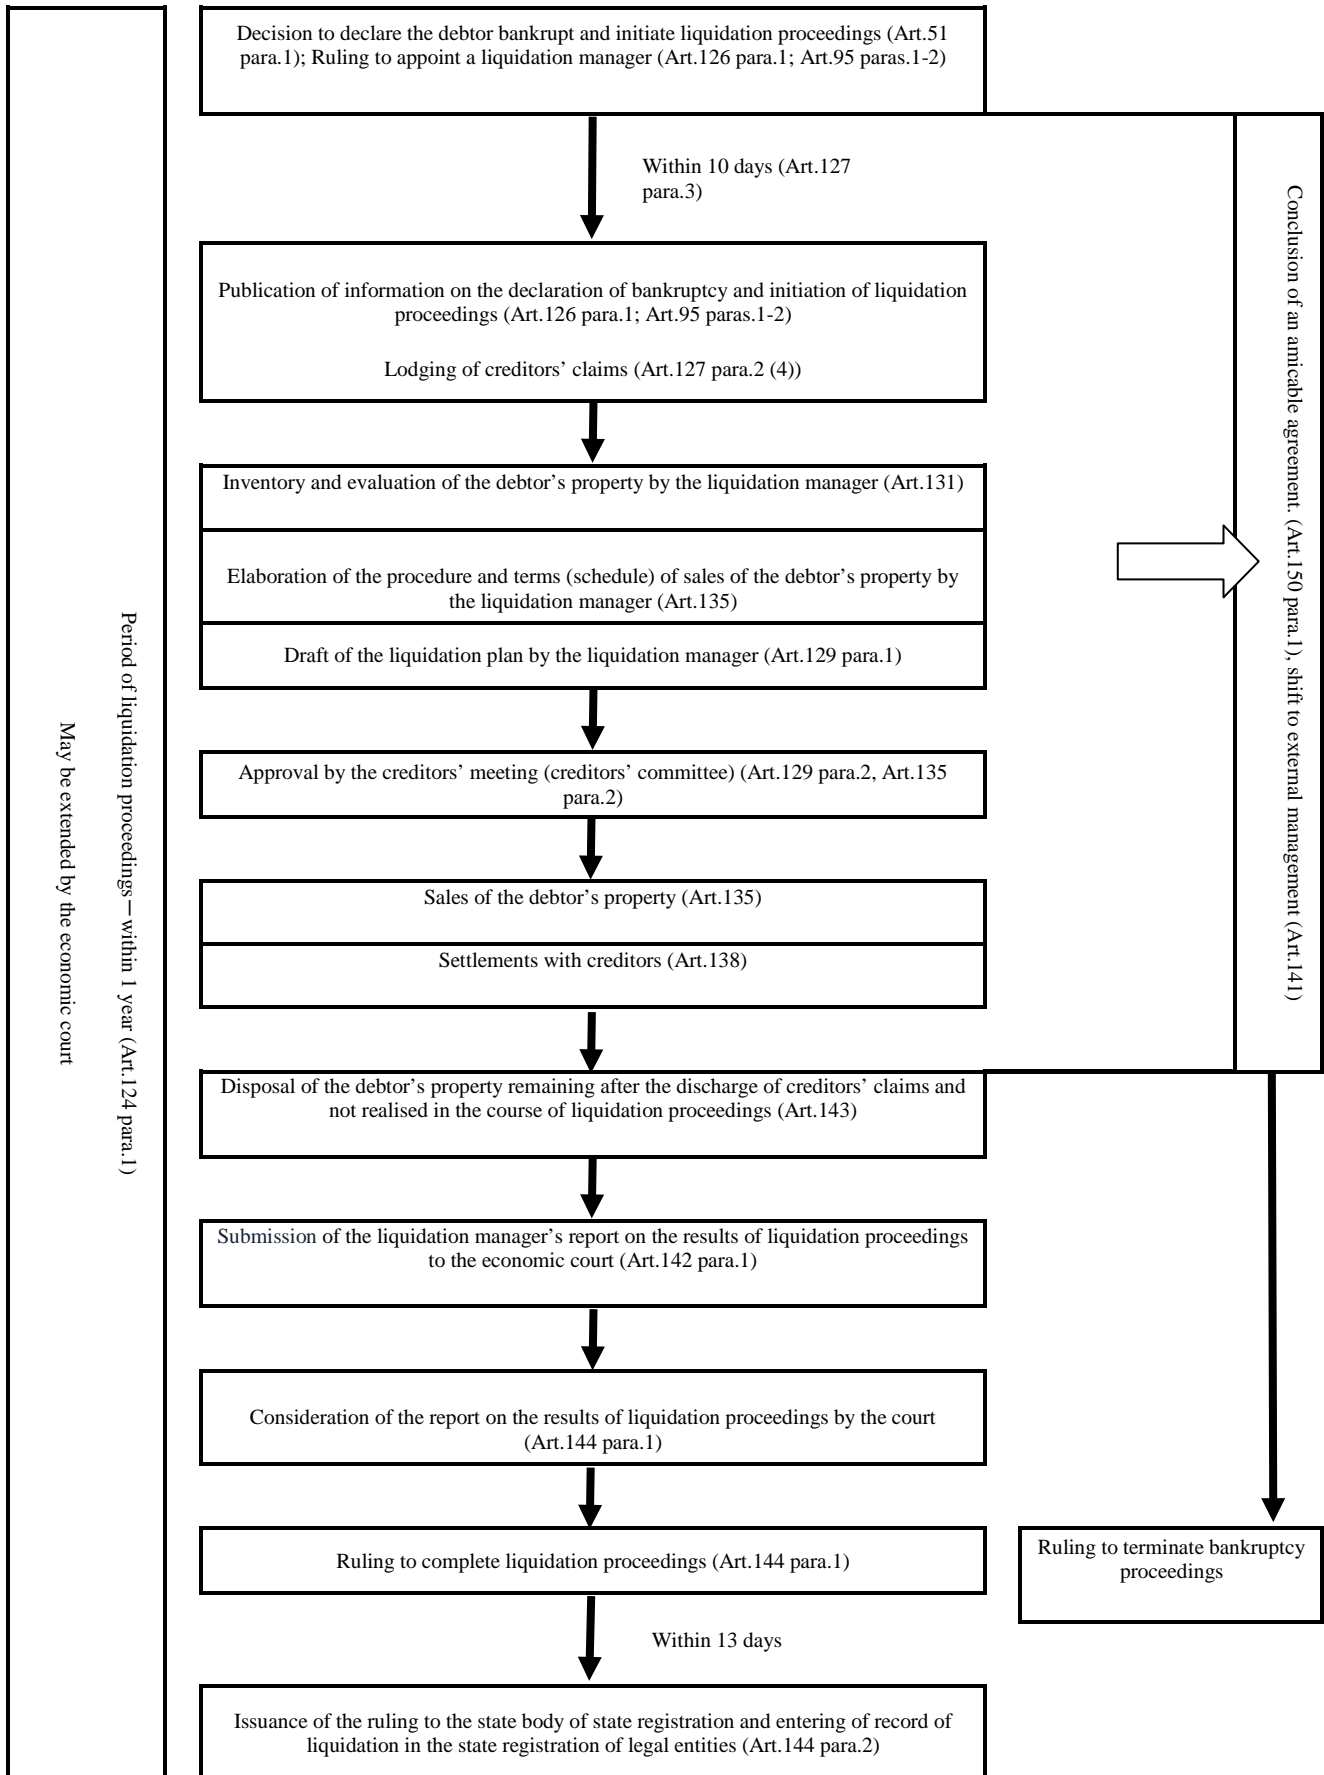 Decision to declare the debtor bankrupt and initiate liquidation proceedings (Art.51
para.1); Ruling to appoint a liquidation manager (Art.126 para.1; Art.95 paras.1-2)
Within 10 days (Art.127
para.3)
Publication of information on the declaration of bankruptcy and initiation of liquidation
proceedings (Art.126 para.1; Art.95 paras.1-2)
Lodging of creditors’ claims (Art.127 para.2 (4))
Inventory and evaluation of the debtor’s property by the liquidation manager (Art.131)
Elaboration of the procedure and terms (schedule) of sales of the debtor’s property by
the liquidation manager (Art.135)
Draft of the liquidation plan by the liquidation manager (Art.129 para.1)
Approval by the creditors’ meeting (creditors’ committee) (Art.129 para.2, Art.135
para.2)
Sales of the debtor’s property (Art.135)
Settlements with creditors (Art.138)
Disposal of the debtor’s property remaining after the discharge of creditors’ claims and
not realised in the course of liquidation proceedings (Art.143)
Submission of the liquidation manager’s report on the results of liquidation proceedings
to the economic court (Art.142 para.1)
Consideration of the report on the results of liquidation proceedings by the court
(Art.144 para.1)
Ruling to complete liquidation proceedings (Art.144 para.1)
Within 13 days
Issuance of the ruling to the state body of state registration and entering of record of
liquidation in the state registration of legal entities (Art.144 para.2)
Period of liquidation proceedings—within 1 year (Art.124 para.1)
May be extended by the economic court
Conclusion of an amicable agreement. (Art.150 para.1), shift to external management (Art.141)
Ruling to terminate bankruptcy
proceedings